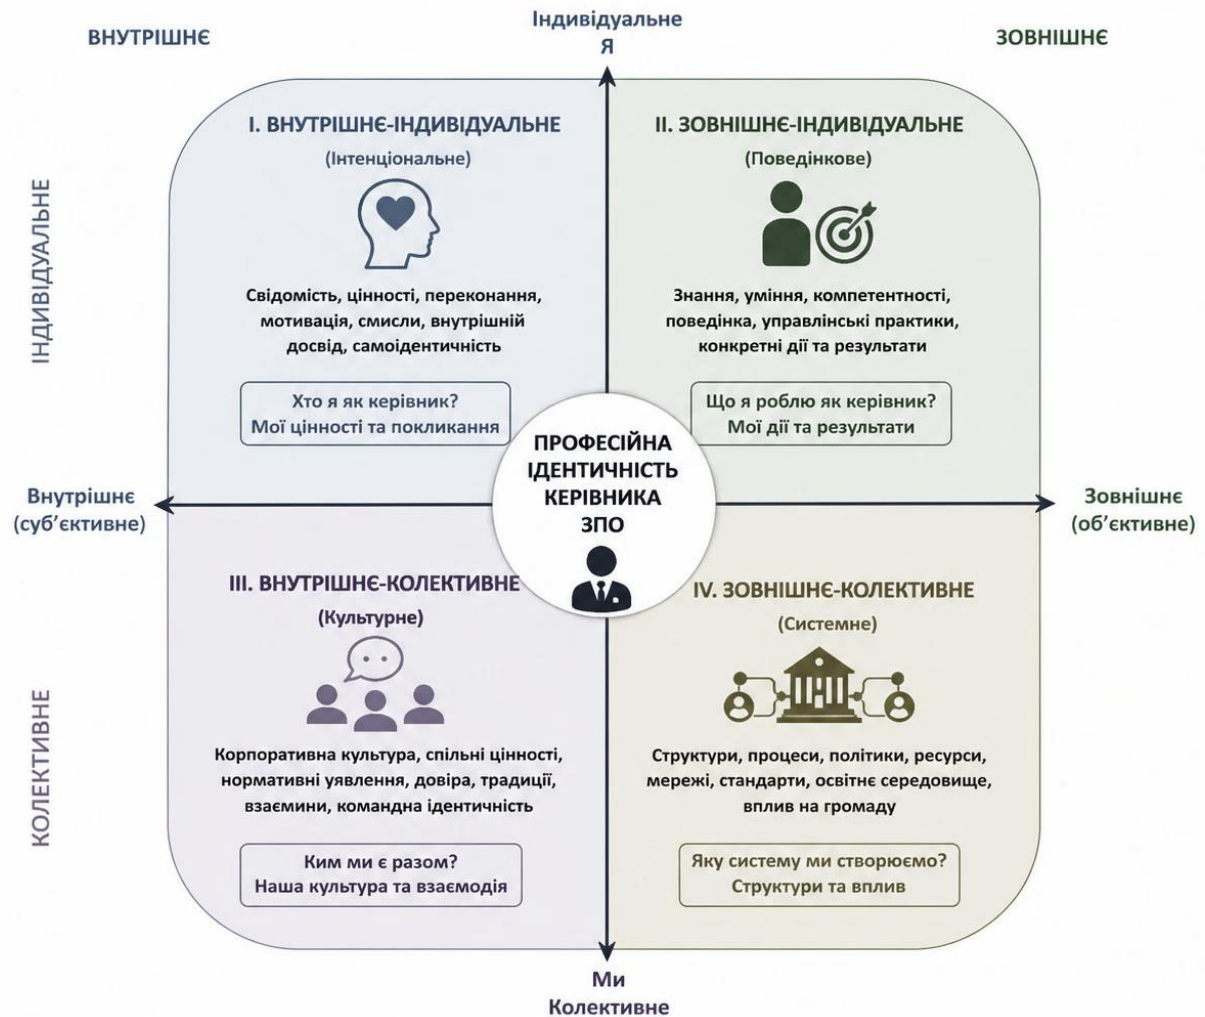 Індивідуальне
Я
ВНУТРІШНЄ
ЗОВНІШНЄ
ІНДИВІДУАЛЬНЕ
I. ВНУТРІШНЄ-ІНДИВІДУАЛЬНЕ
(Інтенціональне)
Свідомість, цінності, переконання,
мотивація, смисли, внутрішній
досвід, самоідентичність
Хто я як керівник?
Мої цінності та покликання
II. ЗОВНІШНЄ-ІНДИВІДУАЛЬНЕ
(Поведінкове)
Знання, уміння, компетентності,
поведінка, управлінські практики,
конкретні дії та результати
Що я роблю як керівник?
Мої дії та результати
ПРОФЕСІЙНА
ІДЕНТИЧНІСТЬ
КЕРІВНИКА
ЗПО
Внутрішнє
(суб’єктивне)
Зовнішнє
(об’єктивне)
КОЛЕКТИВНЕ
III. ВНУТРІШНЄ-КОЛЕКТИВНЕ
(Культурне)
Корпоративна культура, спільні цінності,
нормативні уявлення, довіра, традиції,
взаємини, командна ідентичність
Ким ми є разом?
Наша культура та взаємодія
IV. ЗОВНІШНЄ-КОЛЕКТИВНЕ
(Системне)
Структури, процеси, політики, ресурси,
мережі, стандарти, освітнє середовище,
вплив на громаду
Яку систему ми створюємо?
Структури та вплив
Ми
Колективне